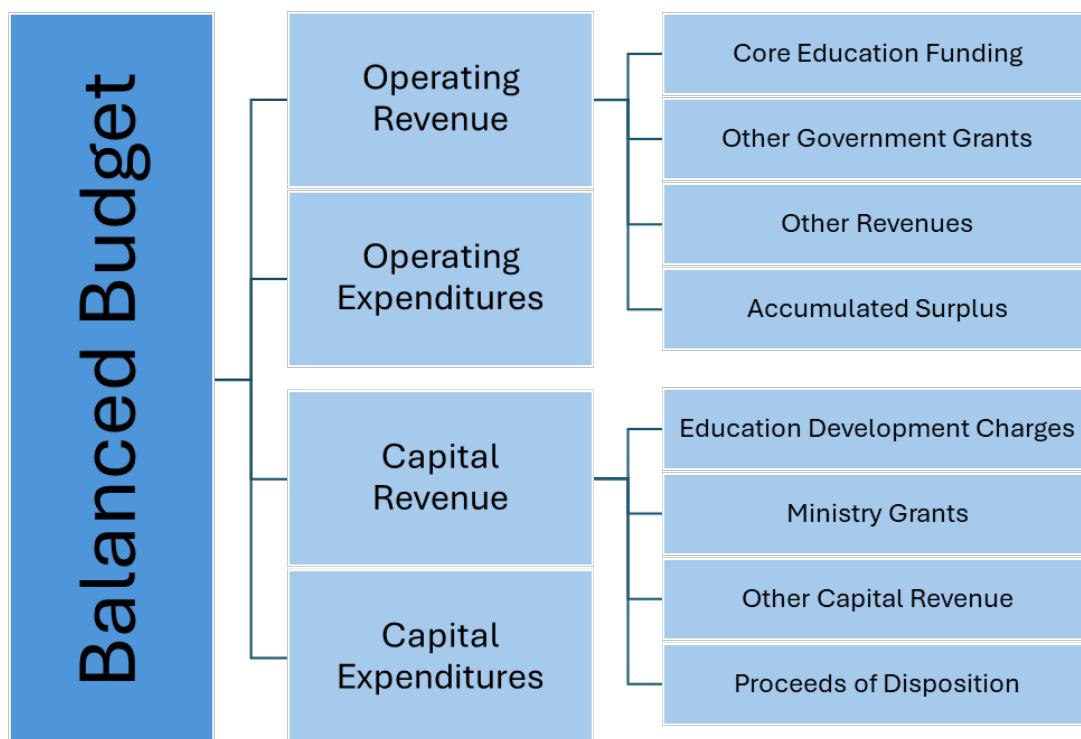 Balanced Budget
Operating
Revenue
Core Education Funding
Other Government Grants
Other Revenues
Accumulated Surplus
Operating
Expenditures
Capital
Revenue
Education Development Charges
Ministry Grants
Other Capital Revenue
Proceeds of Disposition
Capital
Expenditures